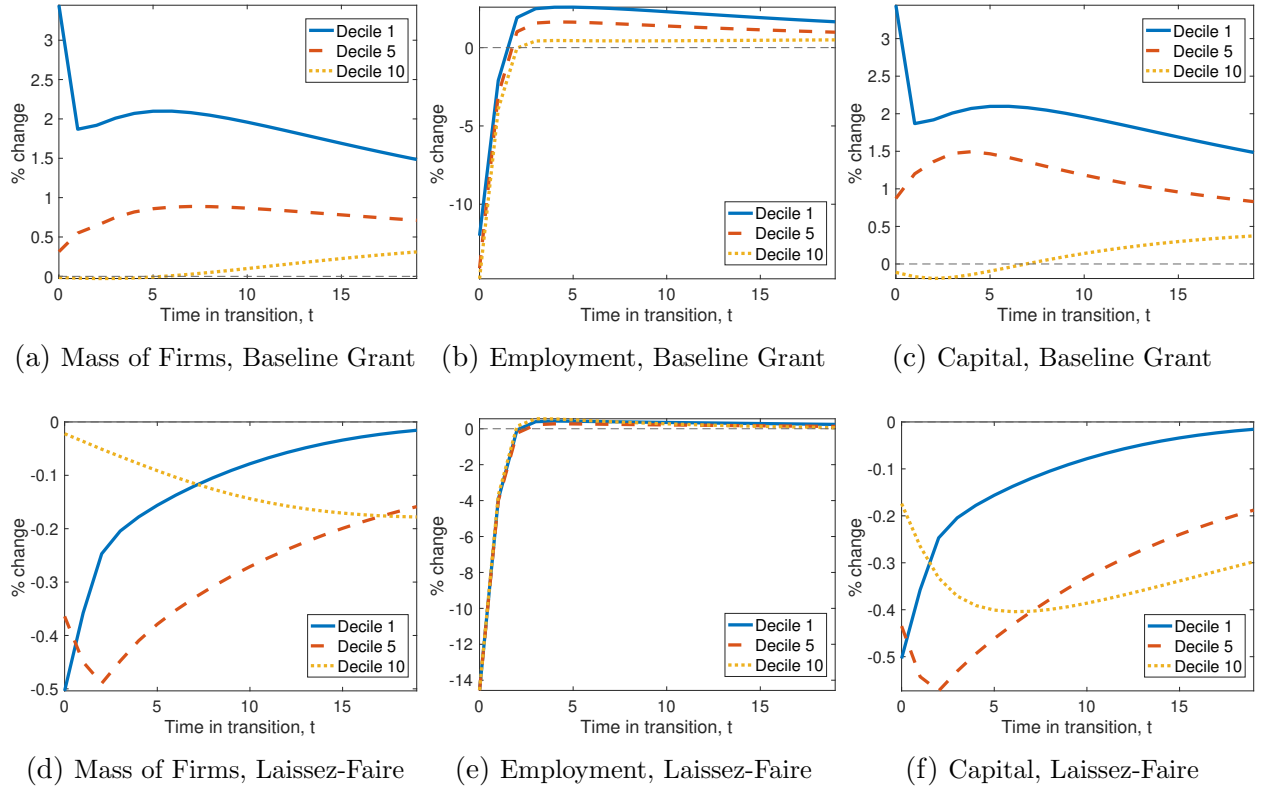 % change
3
2.5
2
1.5
1
0.5
0
0
5
10
15
Time in transition, t
Decile 1
Decile 5
Decile 10
(a) Mass of Firms, Baseline Grant
% change
0
-5
-10
0
5
10
15
Time in transition, t
Decile 1
Decile 5
Decile 10
(b) Employment, Baseline Grant
% change
3
2.5
2
1.5
1
0.5
0
0
5
10
15
Time in transition, t
Decile 1
Decile 5
Decile 10
(c) Capital, Baseline Grant
% change
0
-0.1
-0.2
-0.3
-0.4
-0.5
0
5
10
15
Time in transition, t
Decile 1
Decile 5
Decile 10
(d) Mass of Firms, Laissez-Faire
% change
0
-2
-4
-6
-8
-10
-12
-14
0
5
10
15
Time in transition, t
Decile 1
Decile 5
Decile 10
(e) Employment, Laissez-Faire
% change
0
-0.1
-0.2
-0.3
-0.4
-0.5
0
5
10
15
Time in transition, t
Decile 1
Decile 5
Decile 10
(f) Capital, Laissez-Faire